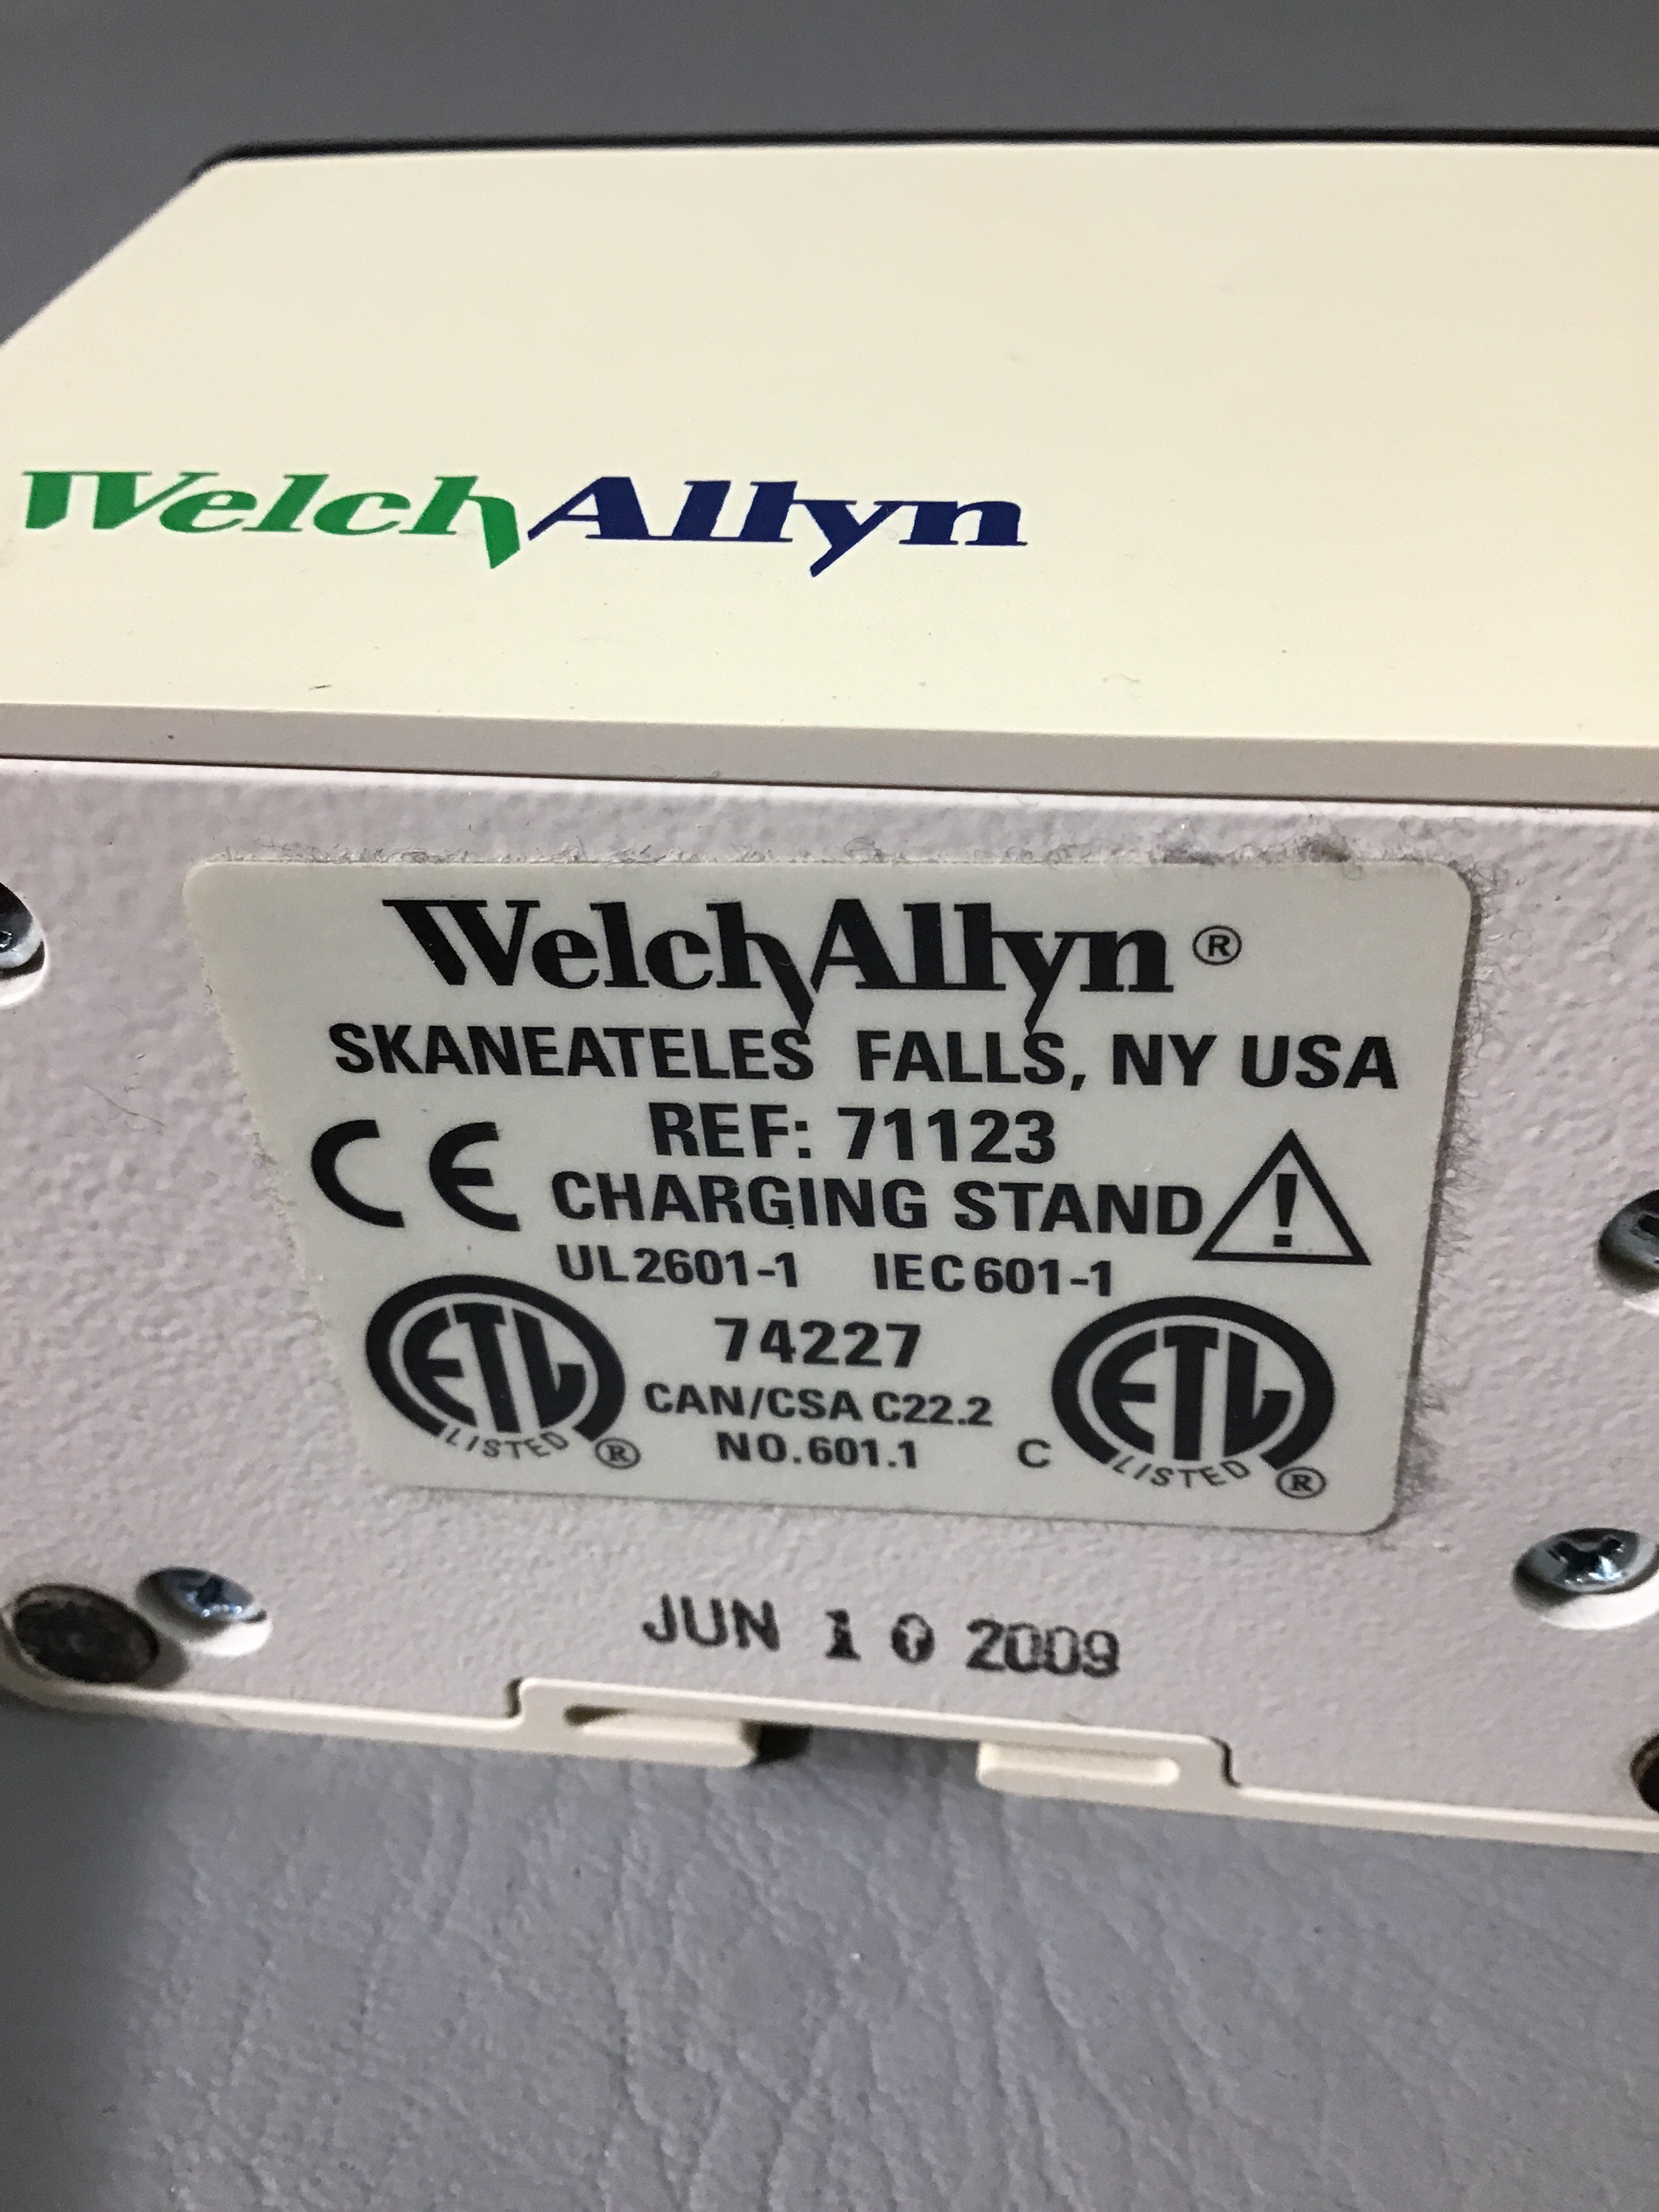 WelchAllyn
WelchAllyn®
SKANEATELES FALLS, NY USA
REF: 71123
CE CHARGING STAND !
UL2601-1 IEC601-1
74227
CAN/CSA C22.2
NO.601.1
ETL LISTED ®
C ETL LISTED ®
JUN 10 2009